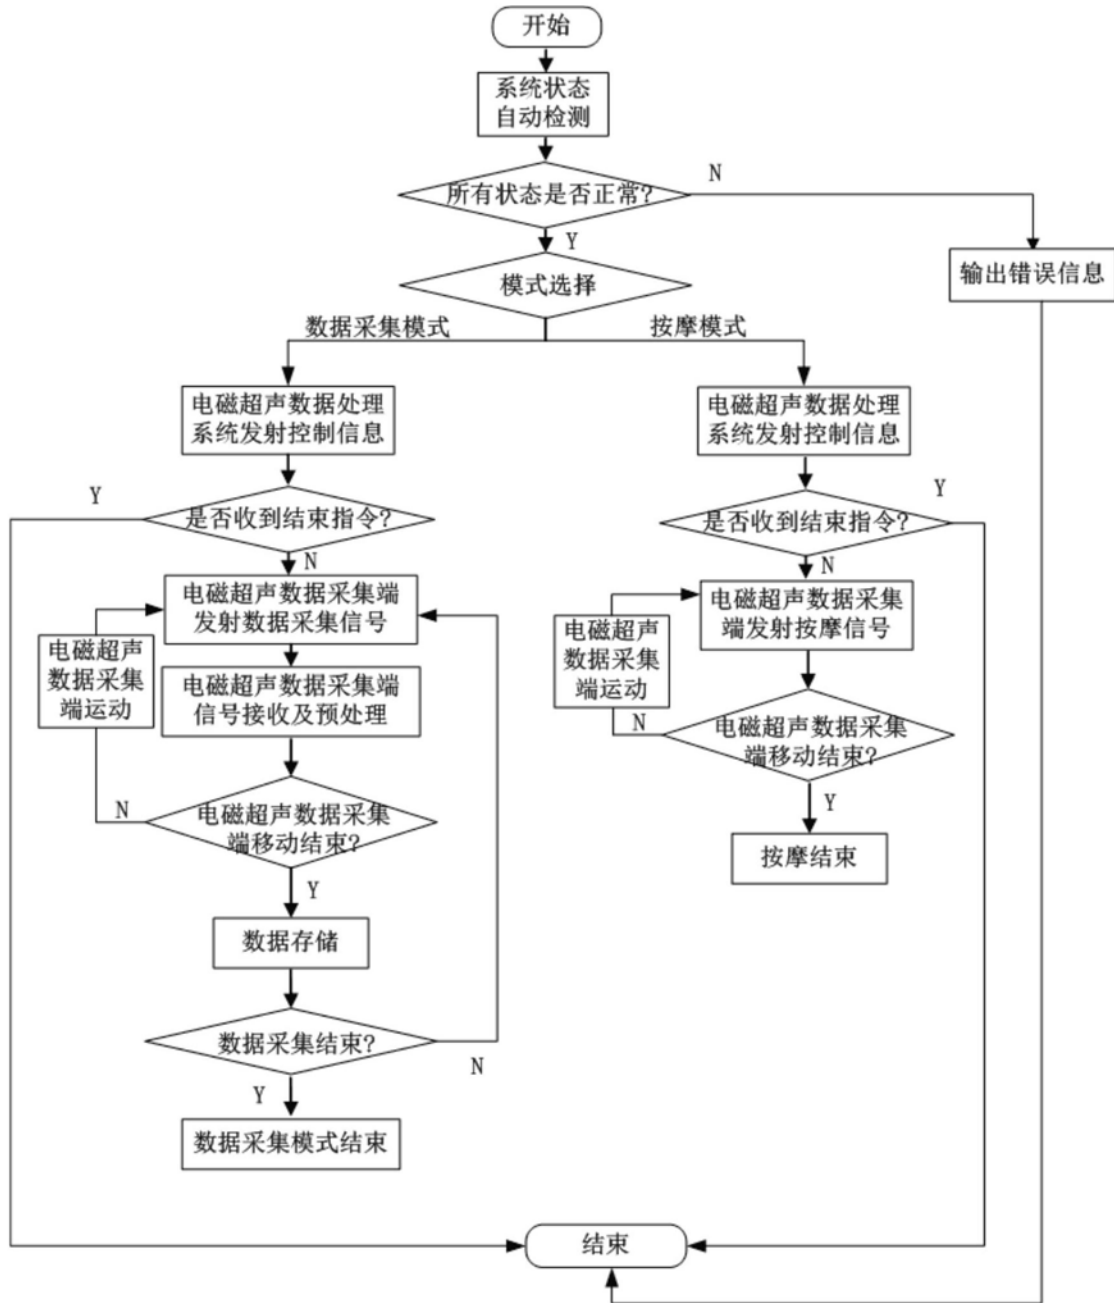 开始
系统状态
自动检测
所有状态是否正常?
N
Y
输出错误信息
模式选择
数据采集模式
按摩模式
电磁超声数据处理
系统发射控制信息
Y
是否收到结束指令?
N
电磁超声数据采集端
发射数据采集信号
电磁超声
数据采集
端运动
电磁超声数据采集端
信号接收及预处理
N
电磁超声数据采集
端移动结束?
Y
数据存储
数据采集结束?
N
Y
数据采集模式结束
电磁超声数据处理
系统发射控制信息
Y
是否收到结束指令?
N
电磁超声数据采集
端发射按摩信号
电磁超声
数据采集
端运动
N
电磁超声数据采集
端移动结束?
Y
按摩结束
结束